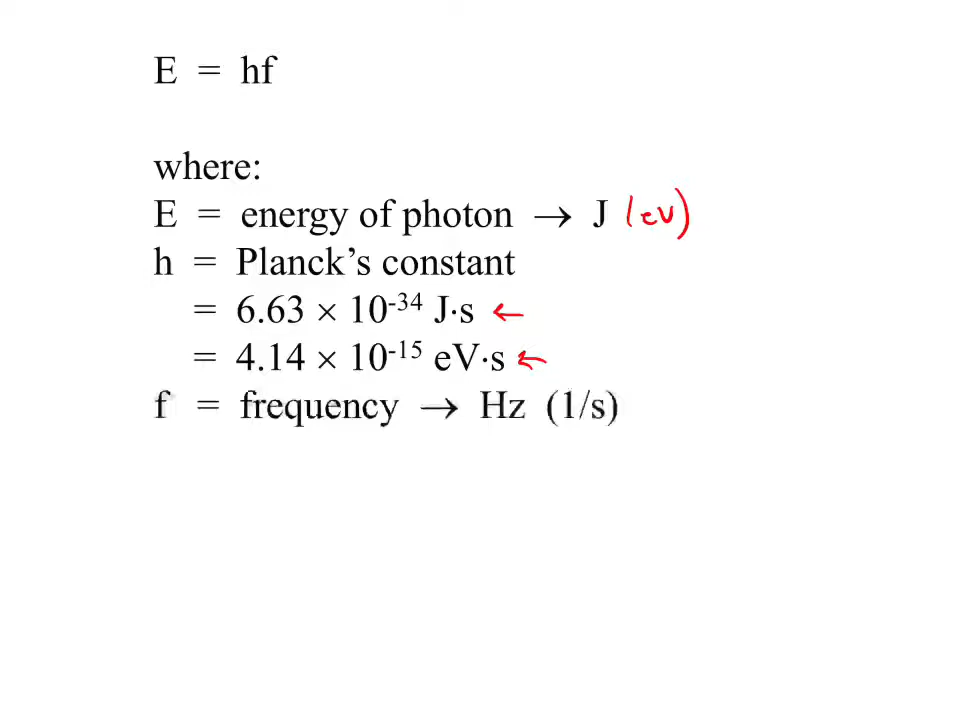 E = hf
where:
E = energy of photon → J (eV)
h = Planck’s constant
= 6.63 × 10⁻³⁴ J·s ←
= 4.14 × 10⁻¹⁵ eV·s ←
f = frequency → Hz (1/s)